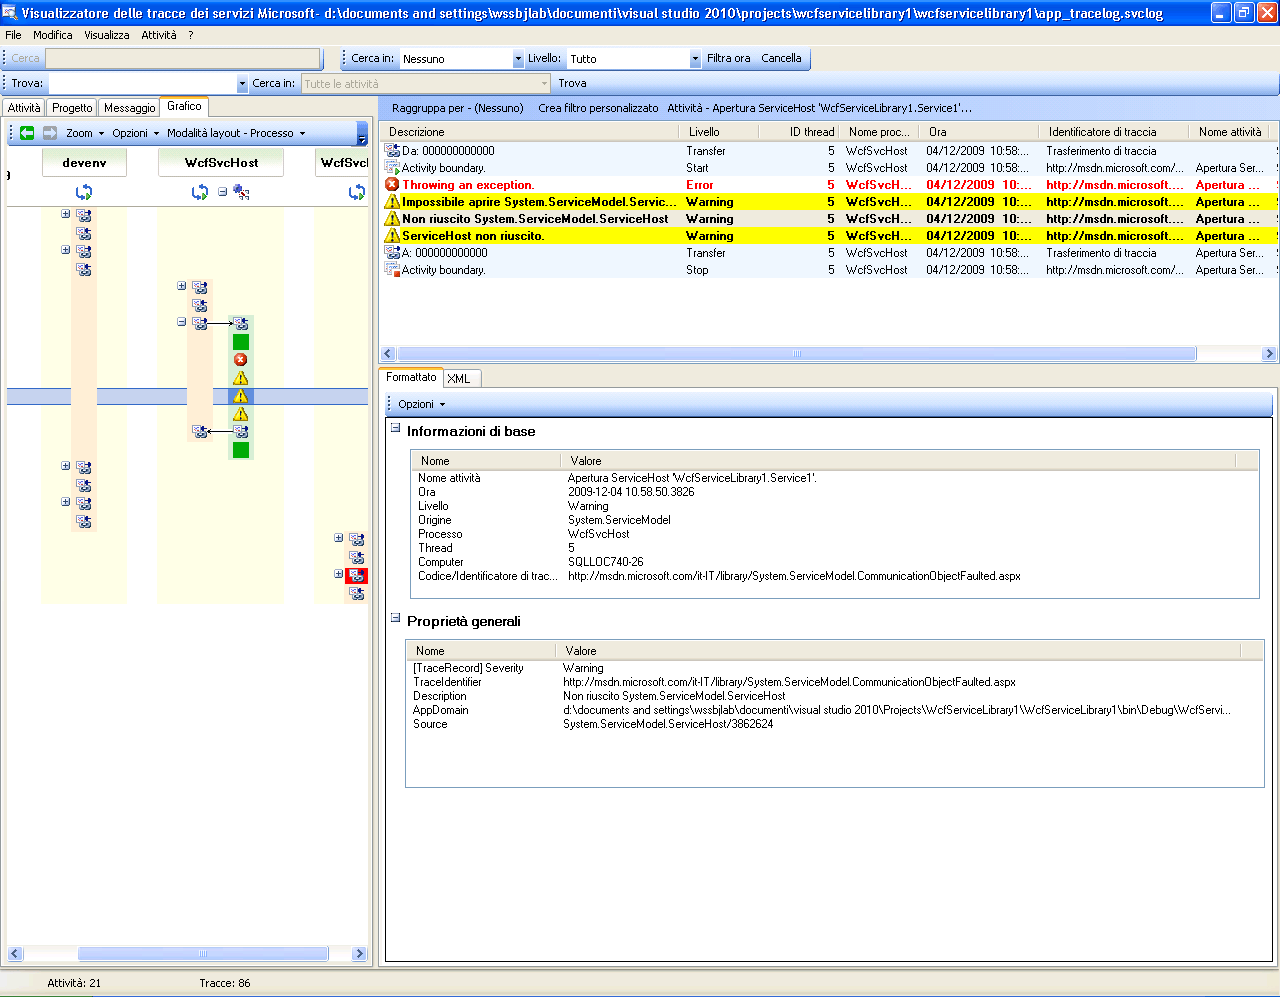 Visualizzatore delle tracce dei servizi Microsoft- d:\documents and settings\wssbjlab\documenti\visual studio 2010\projects\wcfservicelibrary1\wcfservicelibrary1\app_tracelog.svclog
File Modifica Visualizza Attività ?
Cerca Cerca in: Nessuno Livello: Tutto Filtra ora Cancella
Trova: Cerca in: Tutte le attività Trova
Attività Progetto Messaggio Grafico
Zoom Opzioni Modalità layout - Processo
devenv WcfSvcHost WcfSvcI
Raggruppa per - (Nessuno) Crea filtro personalizzato Attività - Apertura ServiceHost 'WcfServiceLibrary1.Service1'...
Descrizione Livello ID thread Nome proc... Ora Identificatore di traccia Nome attività
Da: 000000000000 Transfer 5 WcfSvcHost 04/12/2009 10:58:... Trasferimento di traccia
Activity boundary. Start 5 WcfSvcHost 04/12/2009 10:58:... http://msdn.microsoft.com/... Apertura Ser...
Throwing an exception. Error 5 WcfSvcH... 04/12/2009 10:... http://msdn.microsoft.... Apertura ...
Impossibile aprire System.ServiceModel.Servic... Warning 5 WcfSvcH... 04/12/2009 10:... http://msdn.microsoft.... Apertura ...
Non riuscito System.ServiceModel.ServiceHost Warning 5 WcfSvcH... 04/12/2009 10:... http://msdn.microsoft.... Apertura ...
ServiceHost non riuscito. Warning 5 WcfSvcH... 04/12/2009 10:... http://msdn.microsoft.... Apertura ...
A: 000000000000 Transfer 5 WcfSvcHost 04/12/2009 10:58:... Trasferimento di traccia Apertura Ser...
Activity boundary. Stop 5 WcfSvcHost 04/12/2009 10:58:... http://msdn.microsoft.com/... Apertura Ser...
Formattato XML
Opzioni
Informazioni di base
Nome Valore
Nome attività Apertura ServiceHost 'WcfServiceLibrary1.Service1'.
Ora 2009-12-04 10.58.50.3826
Livello Warning
Origine System.ServiceModel
Processo WcfSvcHost
Thread 5
Computer SQLLOC740-26
Codice/Identificatore di trac... http://msdn.microsoft.com/it-IT/library/System.ServiceModel.CommunicationObjectFaulted.aspx
Proprietà generali
Nome Valore
[TraceRecord] Severity Warning
TraceIdentifier http://msdn.microsoft.com/it-IT/library/System.ServiceModel.CommunicationObjectFaulted.aspx
Description Non riuscito System.ServiceModel.ServiceHost
AppDomain d:\documents and settings\wssbjlab\documenti\visual studio 2010\Projects\WcfServiceLibrary1\WcfServiceLibrary1\bin\Debug\WcfServi...
Source System.ServiceModel.ServiceHost/3862624
Attività: 21 Tracce: 86